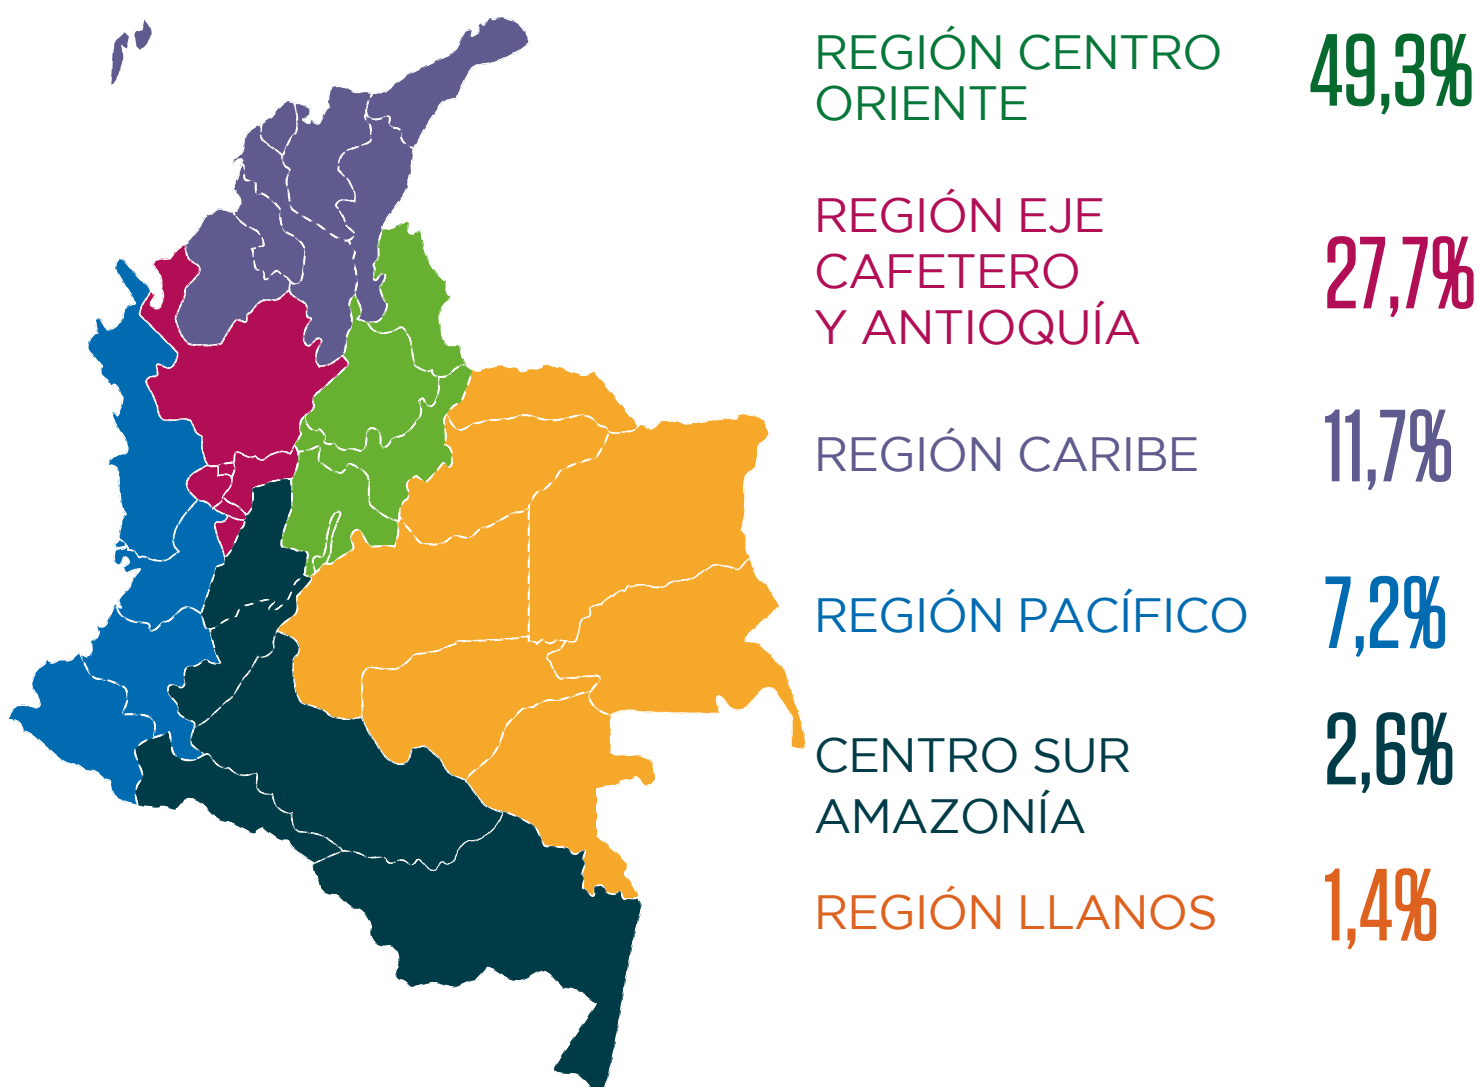 REGIÓN CENTRO
ORIENTE
49,3%
REGIÓN EJE
CAFETERO
Y ANTIOQUÍA
27,7%
REGIÓN CARIBE
11,7%
REGIÓN PACÍFICO
7,2%
CENTRO SUR
AMAZONÍA
2,6%
REGIÓN LLANOS
1,4%